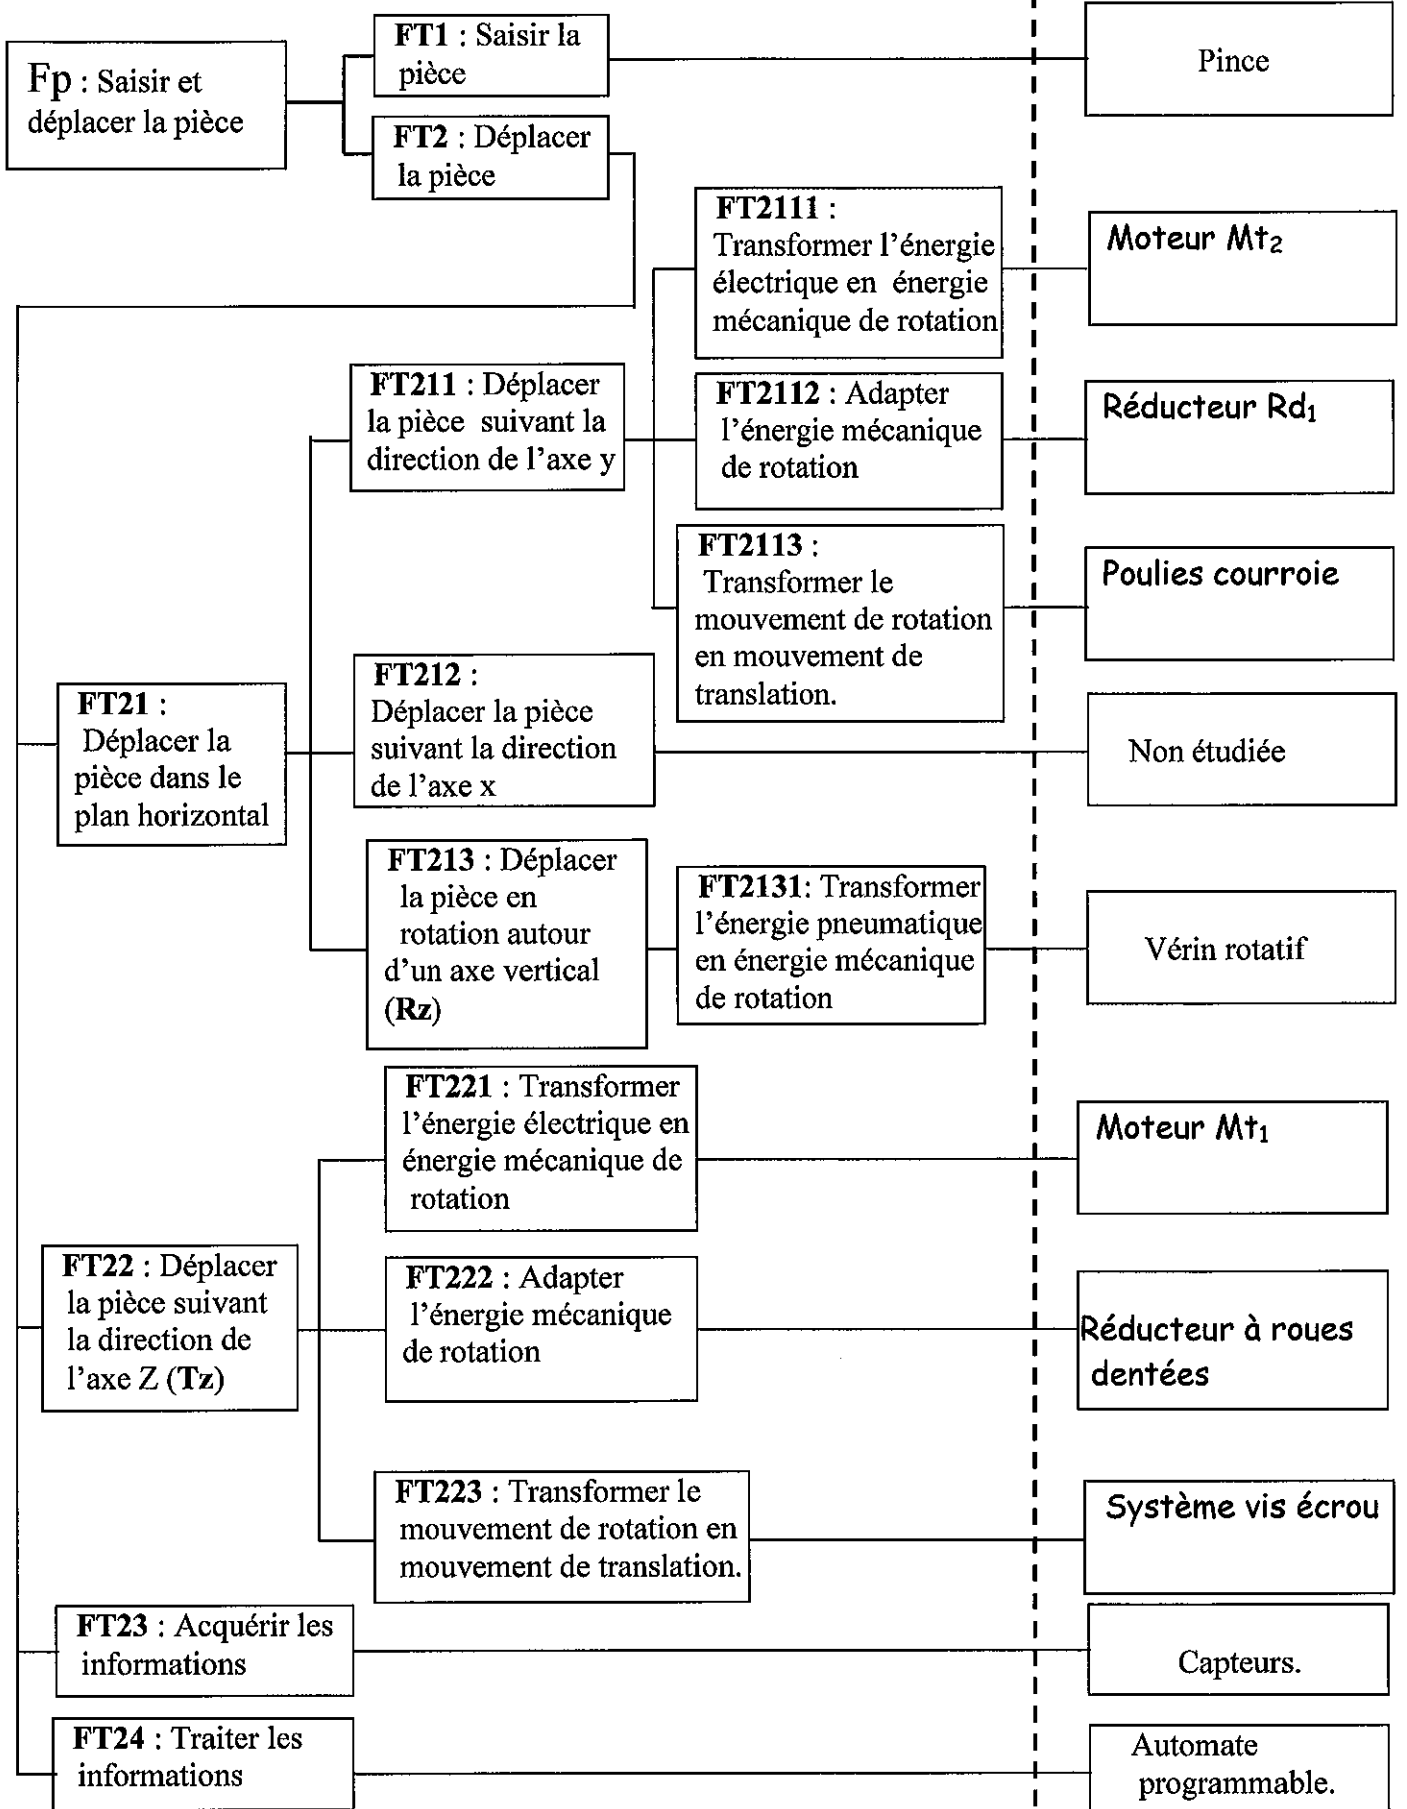 Fp : Saisir et
déplacer la pièce
FT1 : Saisir la
pièce
Pince
FT2 : Déplacer
la pièce
FT2111 :
Transformer l'énergie
électrique en énergie
mécanique de rotation
Moteur Mt₂
FT211 : Déplacer
la pièce suivant la
direction de l'axe y
FT2112 : Adapter
l'énergie mécanique
de rotation
Réducteur Rd₁
FT2113 :
Transformer le
mouvement de rotation
en mouvement de
translation.
Poulies courroie
FT21 :
Déplacer la
pièce dans le
plan horizontal
FT212 :
Déplacer la pièce
suivant la direction
de l'axe x
Non étudiée
FT213 : Déplacer
la pièce en
rotation autour
d'un axe vertical
(Rz)
FT2131: Transformer
l'énergie pneumatique
en énergie mécanique
de rotation
Vérin rotatif
FT221 : Transformer
l'énergie électrique en
énergie mécanique de
rotation
Moteur Mt₁
FT22 : Déplacer
la pièce suivant
la direction de
l'axe Z (Tz)
FT222 : Adapter
l'énergie mécanique
de rotation
Réducteur à roues
dentées
FT223 : Transformer le
mouvement de rotation en
mouvement de translation.
Système vis écrou
FT23 : Acquérir les
informations
Capteurs.
FT24 : Traiter les
informations
Automate
programmable.